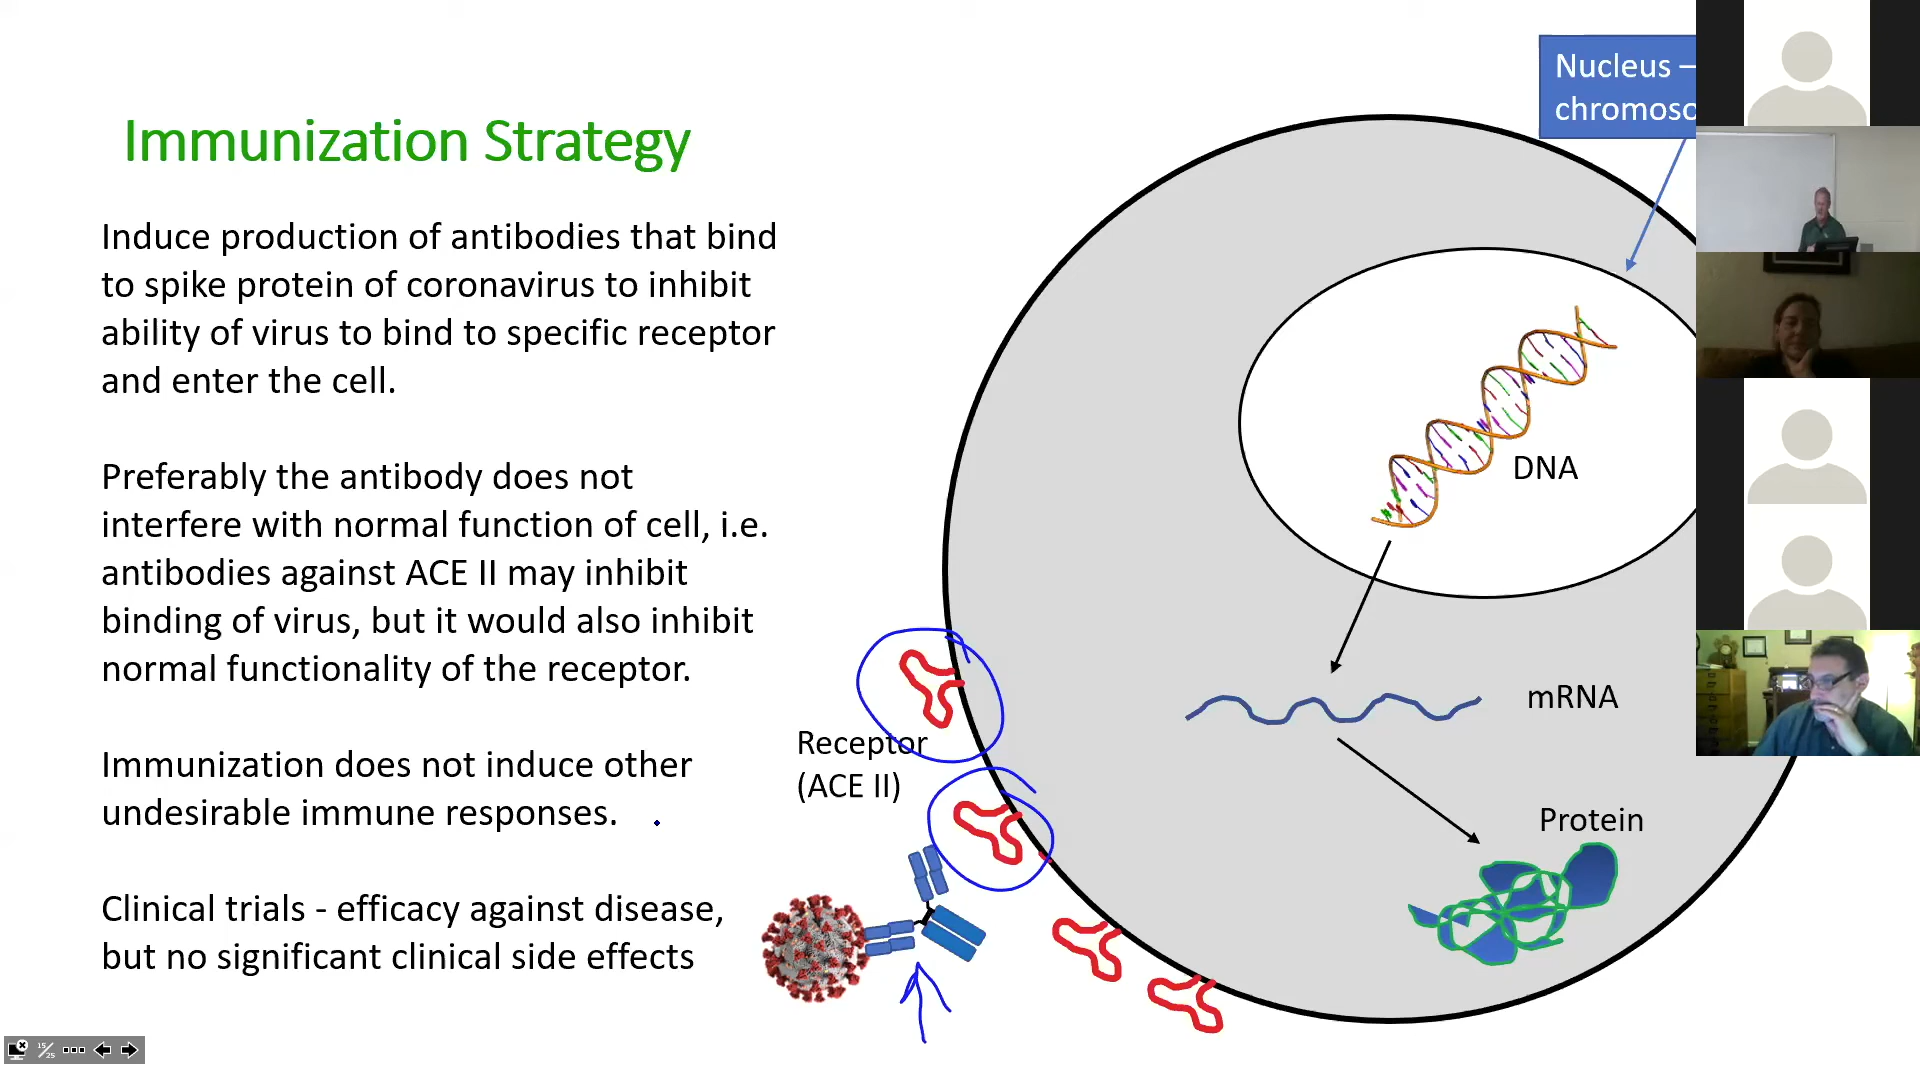 Immunization Strategy
Induce production of antibodies that bind
to spike protein of coronavirus to inhibit
ability of virus to bind to specific receptor
and enter the cell.
Preferably the antibody does not
interfere with normal function of cell, i.e.
antibodies against ACE II may inhibit
binding of virus, but it would also inhibit
normal functionality of the receptor.
Immunization does not induce other
undesirable immune responses.
Clinical trials - efficacy against disease,
but no significant clinical side effects
Nucleus –
chromoso
DNA
mRNA
Protein
Receptor
(ACE II)
15/25